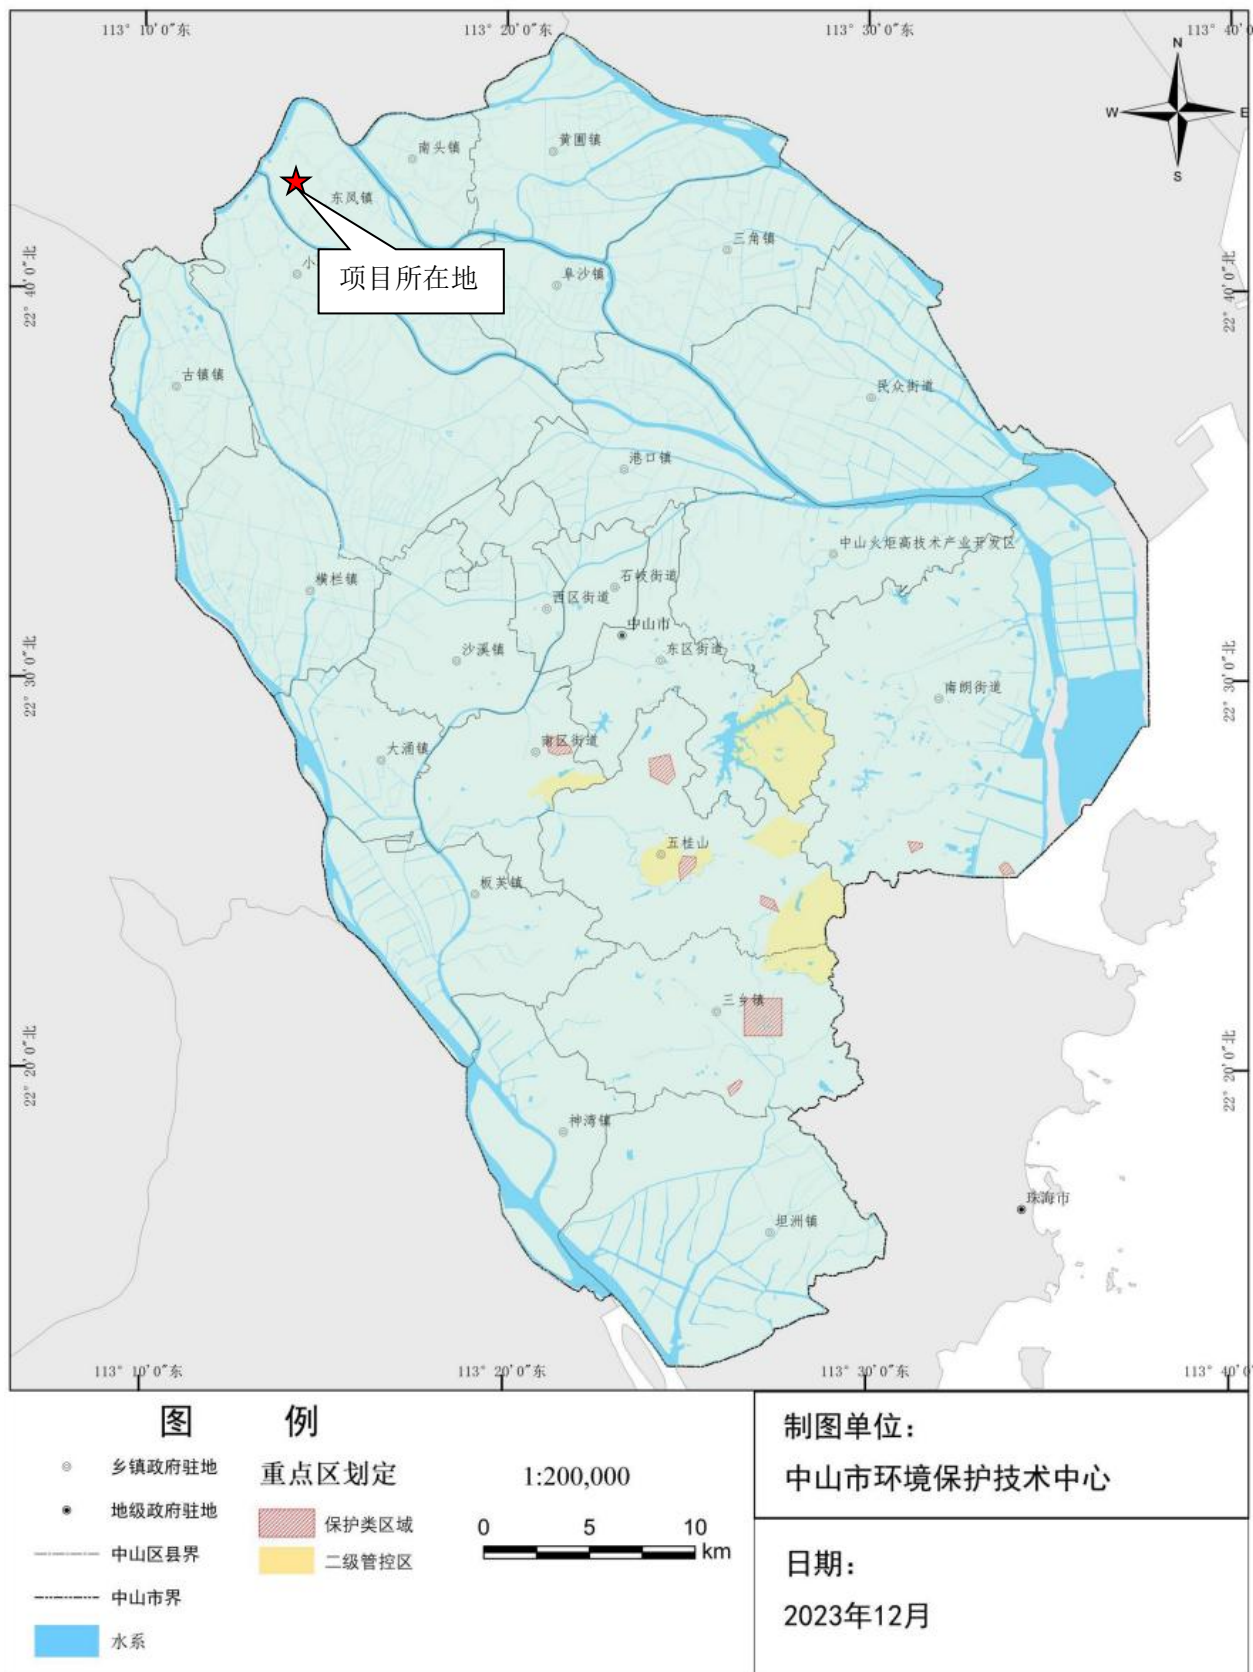 113° 10′0″东
113° 20′0″东
113° 30′0″东
113° 40′0
N
W
E
S
南头镇
黄圃镇
东凤镇
三角镇
小
项目所在地
阜沙镇
22° 40′0″北
22° 40′0″北
古镇镇
民众街道
港口镇
中山火炬高技术产业开发区
横栏镇
石岐街道
西区街道
中山市
沙溪镇
东区街道
22° 30′0″北
22° 30′0″北
南朗街道
大涌镇
南区街道
五桂山
板芙镇
三乡镇
22° 20′0″北
22° 20′0″北
神湾镇
珠海市
坦洲镇
113° 10′0″东
113° 20′0″东
113° 30′0″东
113° 40′0
图 例
乡镇政府驻地
地级政府驻地
中山区县界
中山市界
水系
重点区划定
保护类区域
二级管控区
1:200,000
0 5 10
km
制图单位：
中山市环境保护技术中心
日期：
2023年12月